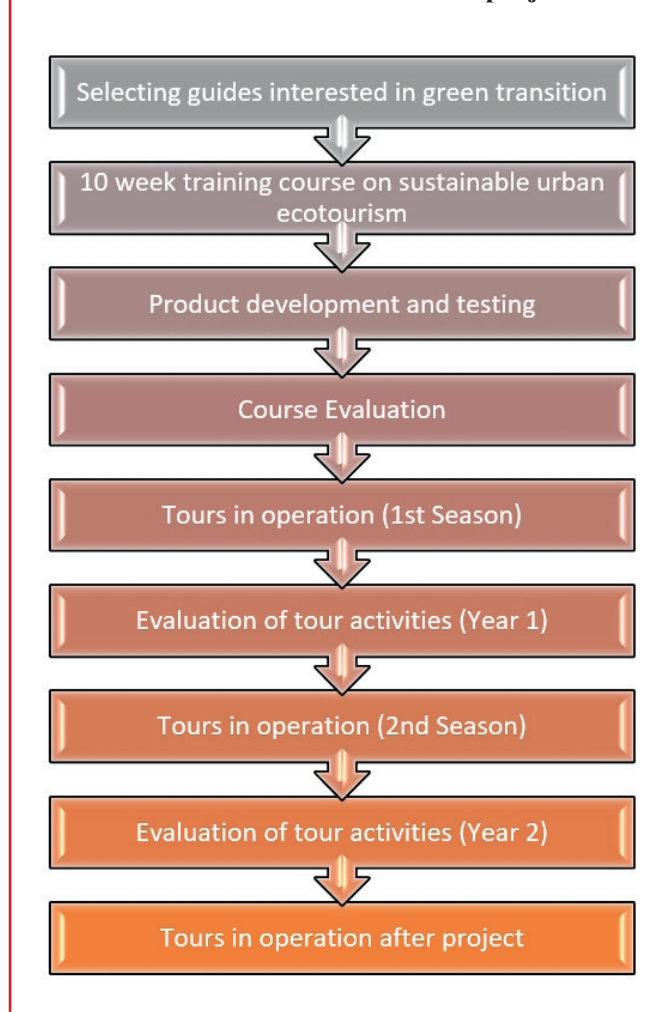 Selecting guides interested in green transition
10 week training course on sustainable urban
ecotourism
Product development and testing
Course Evaluation
Tours in operation (1st Season)
Evaluation of tour activities (Year 1)
Tours in operation (2nd Season)
Evaluation of tour activities (Year 2)
Tours in operation after project